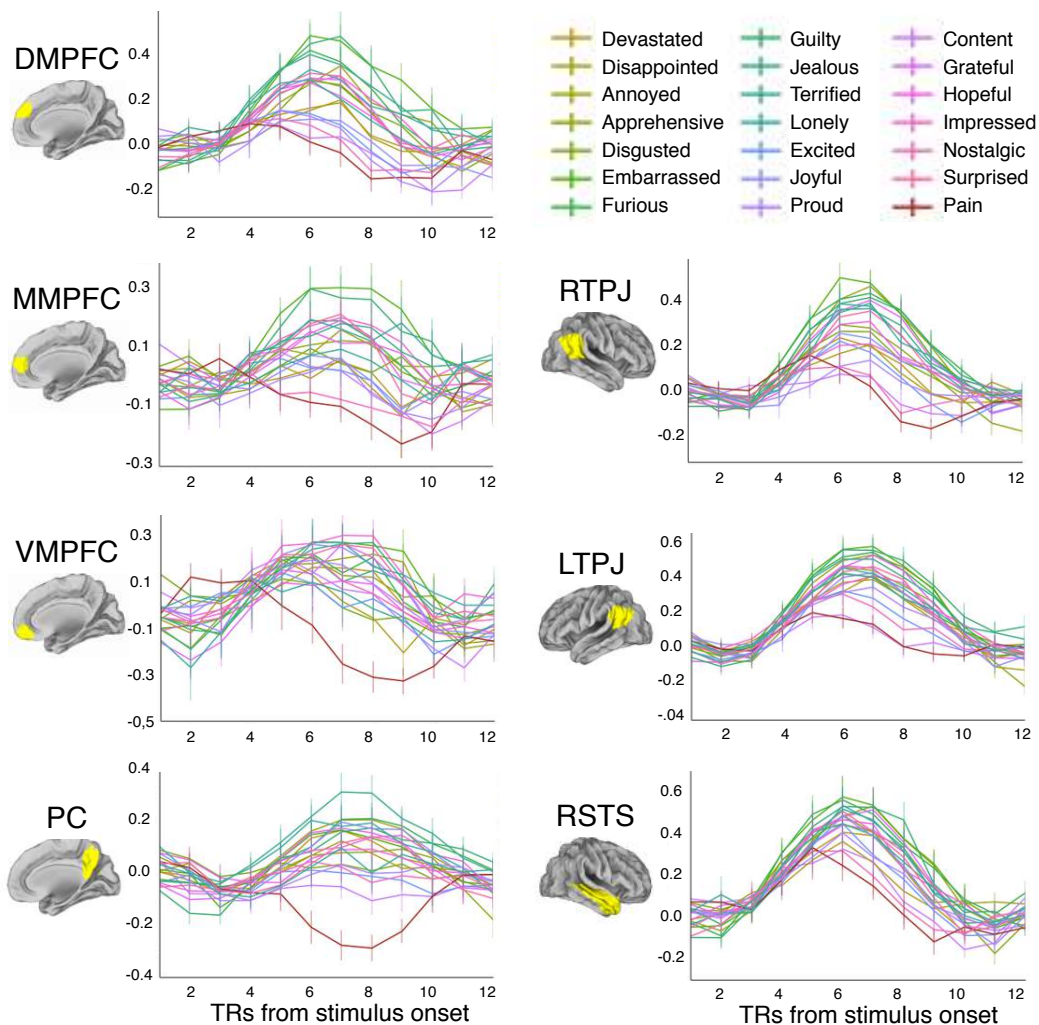 DMPFC
0.4
0.2
0.0
-0.2
2 4 6 8 10 12
Devastated
Disappointed
Annoyed
Apprehensive
Disgusted
Embarrassed
Furious
Guilty
Jealous
Terrified
Lonely
Excited
Joyful
Proud
Content
Grateful
Hopeful
Impressed
Nostalgic
Surprised
Pain
MMPFC
0.3
0.1
-0.1
-0.3
2 4 6 8 10 12
RTPJ
0.4
0.2
0.0
-0.2
2 4 6 8 10 12
VMPFC
0.3
0.1
-0.1
-0.3
-0,5
2 4 6 8 10 12
LTPJ
0.6
0.4
0.2
0.0
-0.2
-.04
2 4 6 8 10 12
PC
0.4
0.2
0.0
-0.2
-0.4
2 4 6 8 10 12
TRs from stimulus onset
RSTS
0.6
0.4
0.2
0.0
-0.2
2 4 6 8 10 12
TRs from stimulus onset